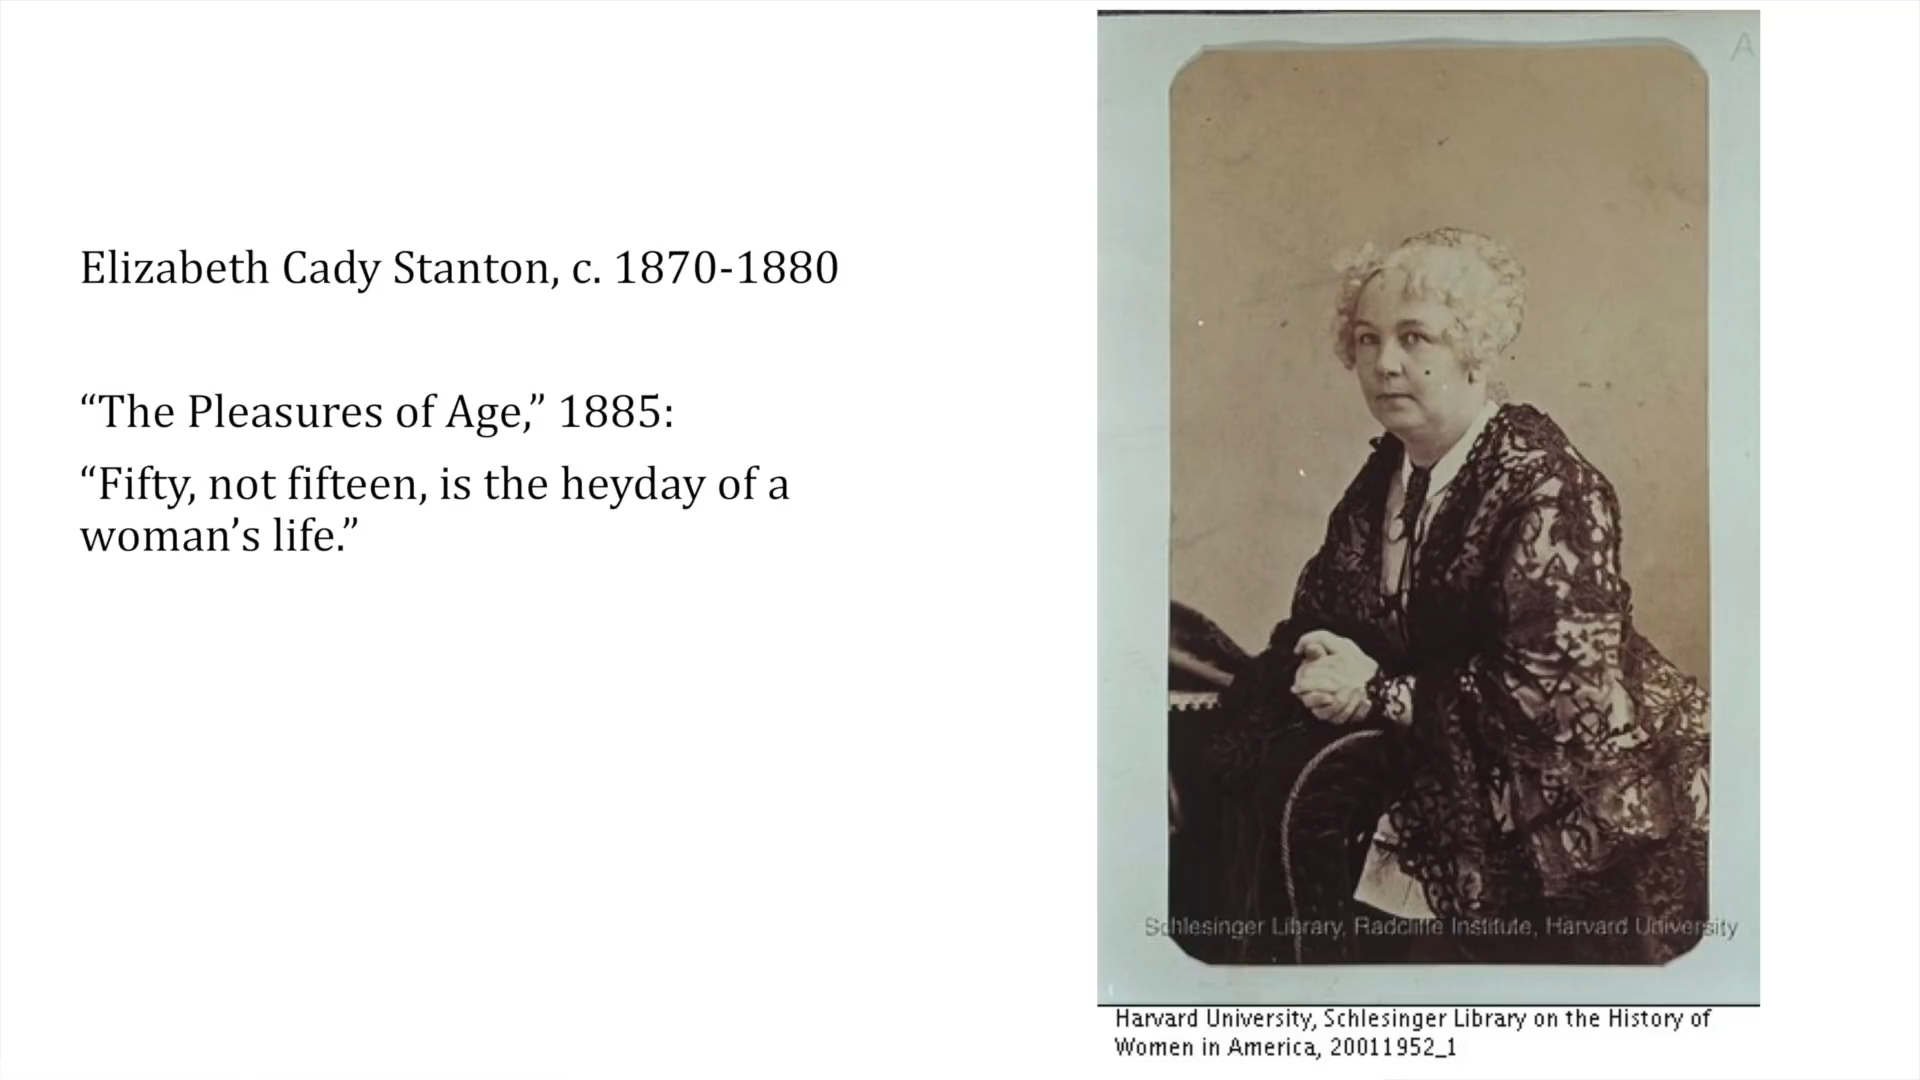 Elizabeth Cady Stanton, c. 1870-1880
“The Pleasures of Age,” 1885:
“Fifty, not fifteen, is the heyday of a
woman’s life.”
A
Schlesinger Library, Radcliffe Institute, Harvard University
Harvard University, Schlesinger Library on the History of
Women in America, 20011952_1